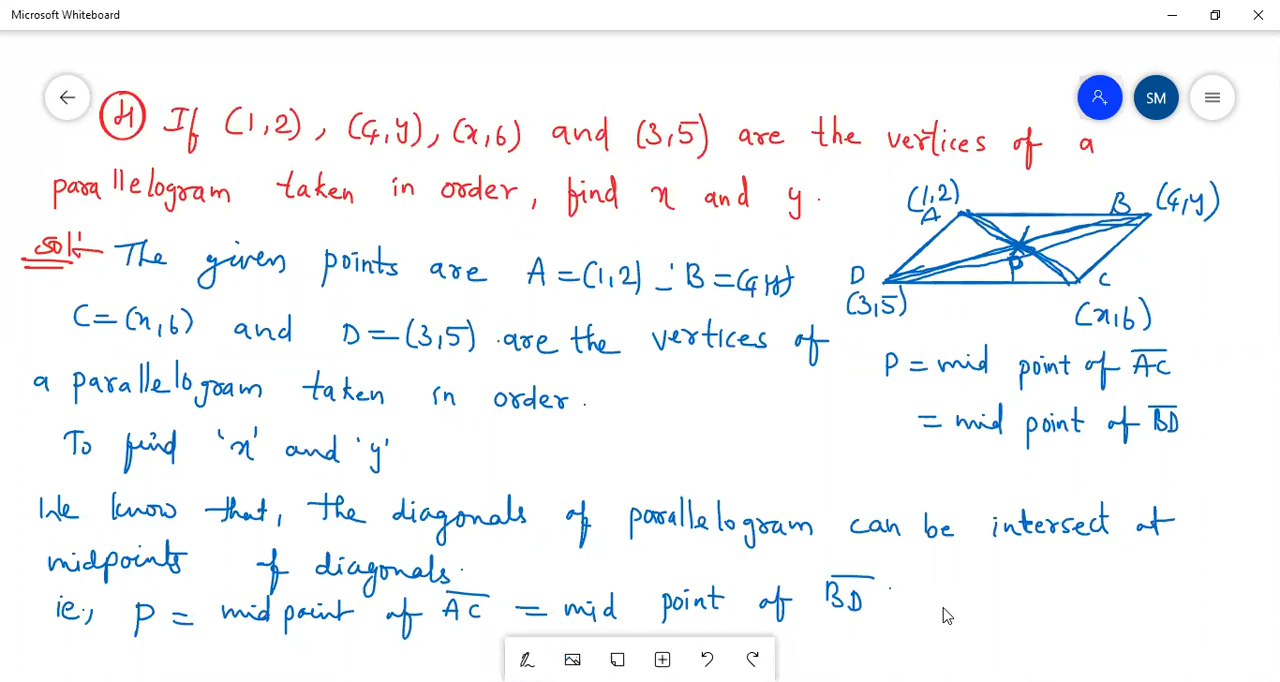 Microsoft Whiteboard
SM
4) If (1,2), (4,y), (x,6) and (3,5) are the vertices of a
parallelogram taken in order, find x and y.
Sol:- The given points are A=(1,2) B=(4,y)
C=(x,6) and D=(3,5) are the vertices of
a parallelogram taken in order.
To find 'x' and 'y'
We know that, the diagonals of parallelogram can be intersect at
midpoints of diagonals.
ie., P = midpoint of AC = mid point of BD
(1,2)
A
B (4,y)
P
D
(3,5)
C
(x,6)
P = mid point of AC
= mid point of BD